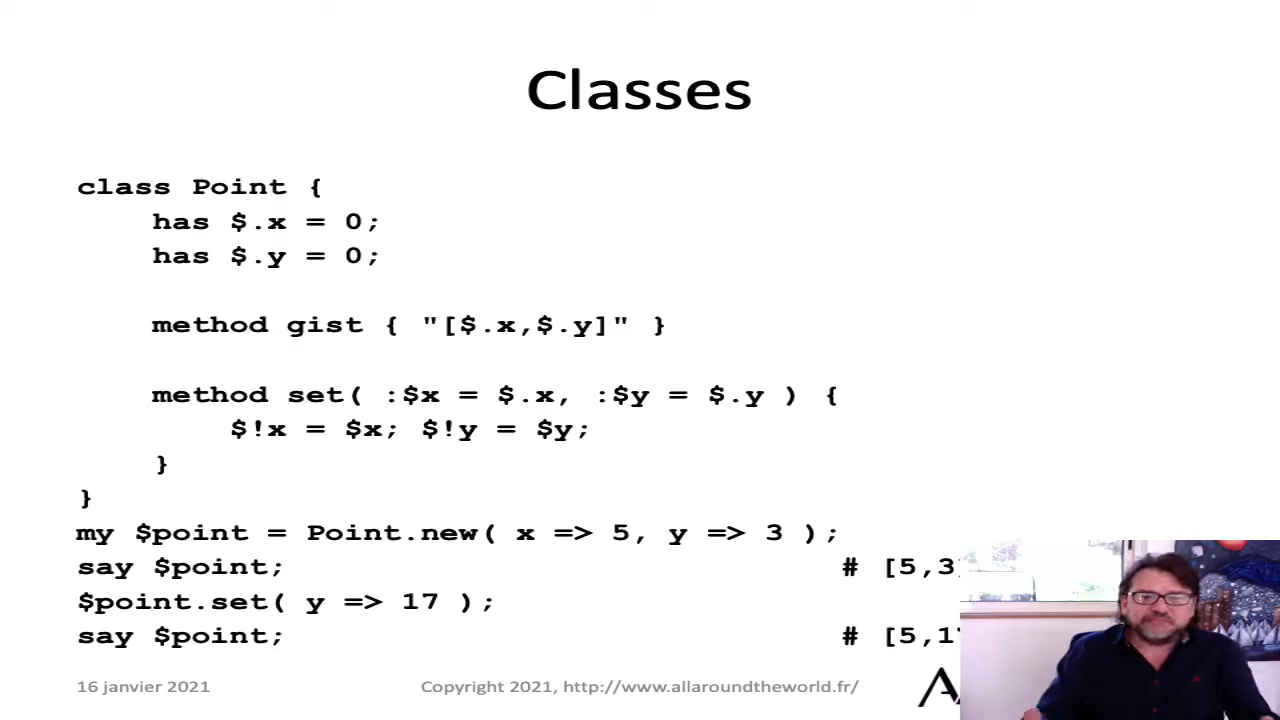 Classes
class Point {
has $.x = 0;
has $.y = 0;
method gist { "[$.x,$.y]" }
method set( :$x = $.x, :$y = $.y ) {
$!x = $x; $!y = $y;
}
}
my $point = Point.new( x => 5, y => 3 );
say $point; # [5,3]
$point.set( y => 17 );
say $point; # [5,17
16 janvier 2021 Copyright 2021, http://www.allaroundtheworld.fr/